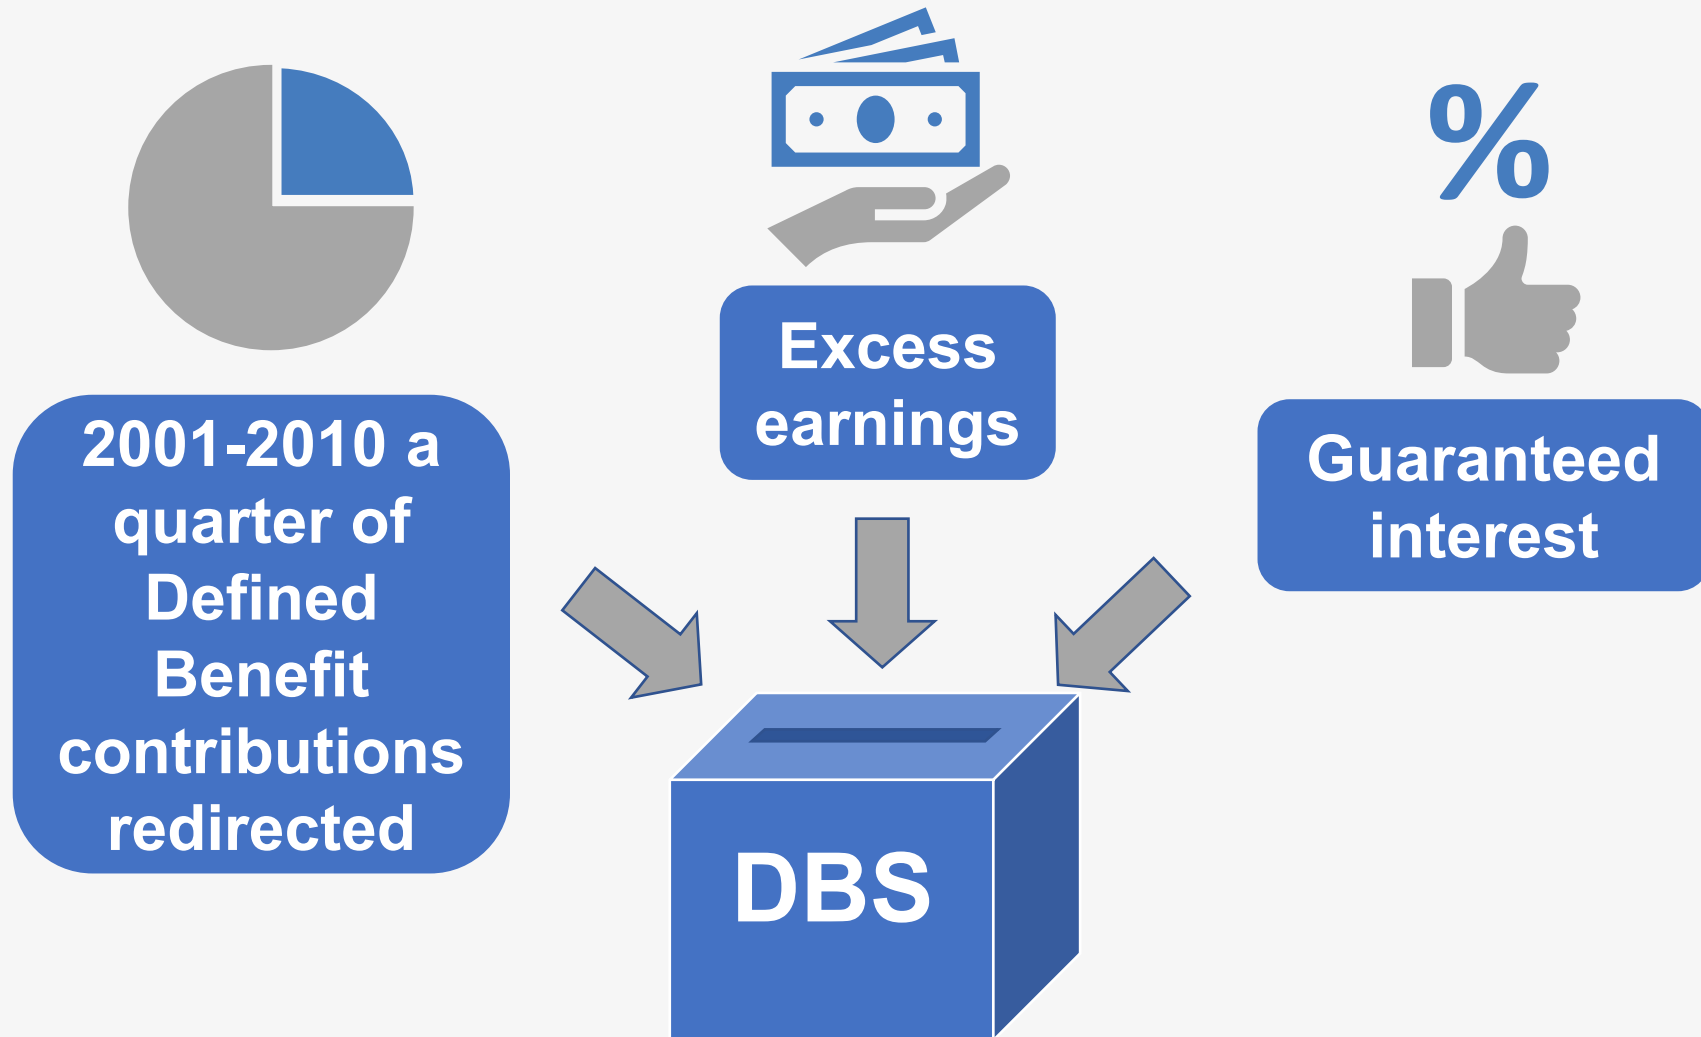 2001-2010 a
quarter of
Defined
Benefit
contributions
redirected
Excess
earnings
%
Guaranteed
interest
DBS